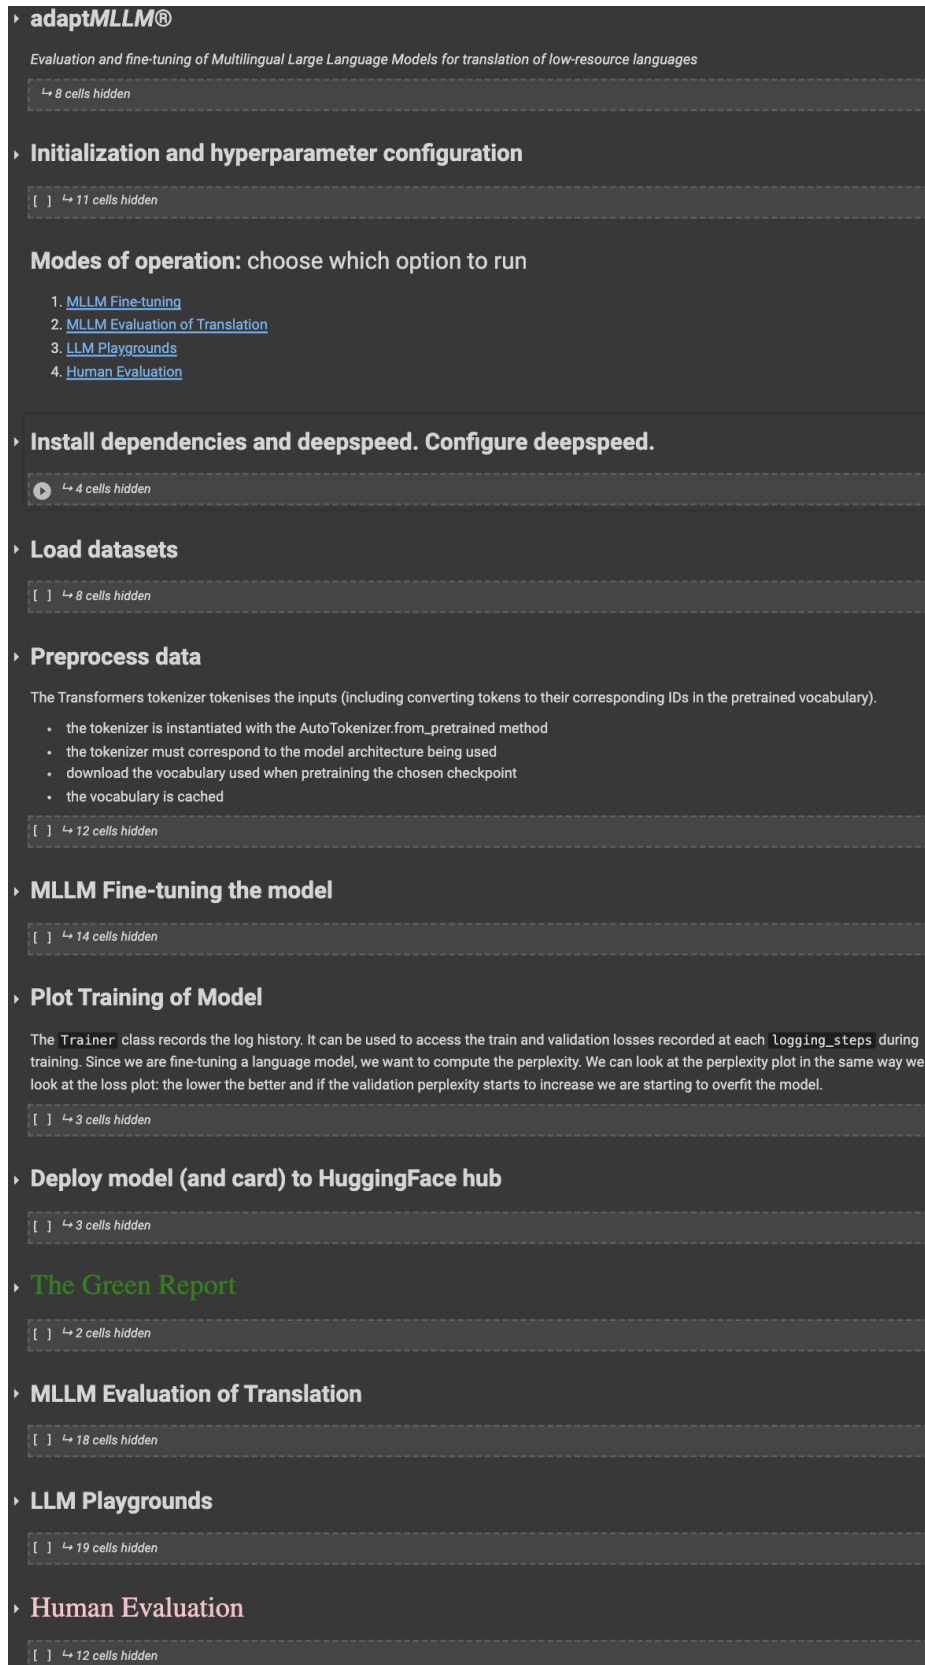 adaptMLLM®
Evaluation and fine-tuning of Multilingual Large Language Models for translation of low-resource languages
↳ 8 cells hidden
Initialization and hyperparameter configuration
[ ] ↳ 11 cells hidden
Modes of operation: choose which option to run
1. MLLM Fine-tuning
2. MLLM Evaluation of Translation
3. LLM Playgrounds
4. Human Evaluation
Install dependencies and deepspeed. Configure deepspeed.
↳ 4 cells hidden
Load datasets
[ ] ↳ 8 cells hidden
Preprocess data
The Transformers tokenizer tokenises the inputs (including converting tokens to their corresponding IDs in the pretrained vocabulary).
• the tokenizer is instantiated with the AutoTokenizer.from_pretrained method
• the tokenizer must correspond to the model architecture being used
• download the vocabulary used when pretraining the chosen checkpoint
• the vocabulary is cached
[ ] ↳ 12 cells hidden
MLLM Fine-tuning the model
[ ] ↳ 14 cells hidden
Plot Training of Model
The Trainer class records the log history. It can be used to access the train and validation losses recorded at each logging_steps during
training. Since we are fine-tuning a language model, we want to compute the perplexity. We can look at the perplexity plot in the same way we
look at the loss plot: the lower the better and if the validation perplexity starts to increase we are starting to overfit the model.
[ ] ↳ 3 cells hidden
Deploy model (and card) to HuggingFace hub
[ ] ↳ 3 cells hidden
The Green Report
[ ] ↳ 2 cells hidden
MLLM Evaluation of Translation
[ ] ↳ 18 cells hidden
LLM Playgrounds
[ ] ↳ 19 cells hidden
Human Evaluation
[ ] ↳ 12 cells hidden